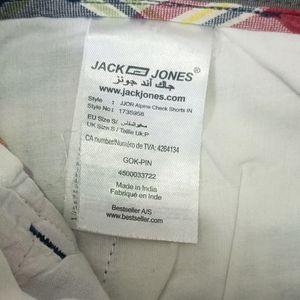 JACK JONES®
جاك أند جونز
www.jackjones.com
Style : JJOR Alpine Check Shorts IN
Style No: 1735958
EU Size S/
UK Size S / Taille Uk:P
CA number/Numéro de TVA: 4284134
GOK-PIN
4500033722
Made in India
Fabriqué en Inde
Bestseller A/S
www.bestseller.com